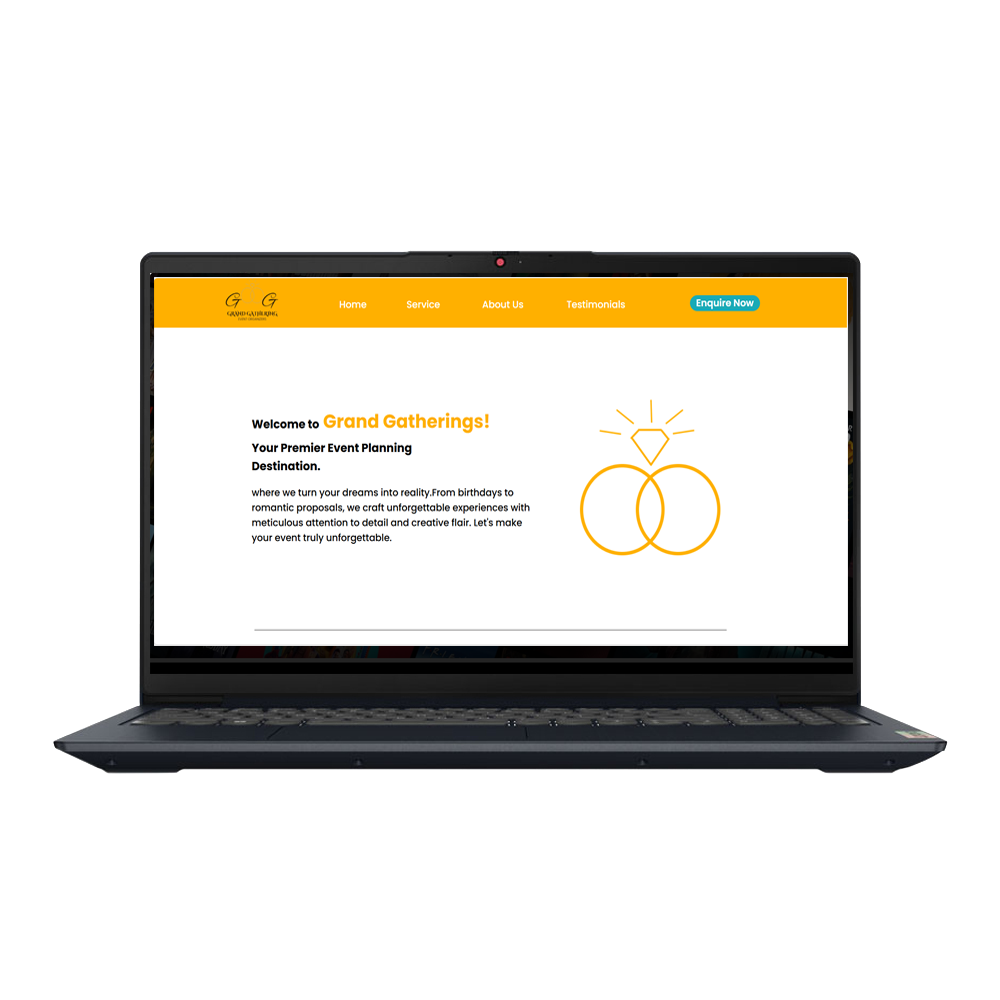 GRAND GATHERING
Home
Service
About Us
Testimonials
Enquire Now
Welcome to Grand Gatherings!
Your Premier Event Planning
Destination.
where we turn your dreams into reality.From birthdays to
romantic proposals, we craft unforgettable experiences with
meticulous attention to detail and creative flair. Let's make
your event truly unforgettable.